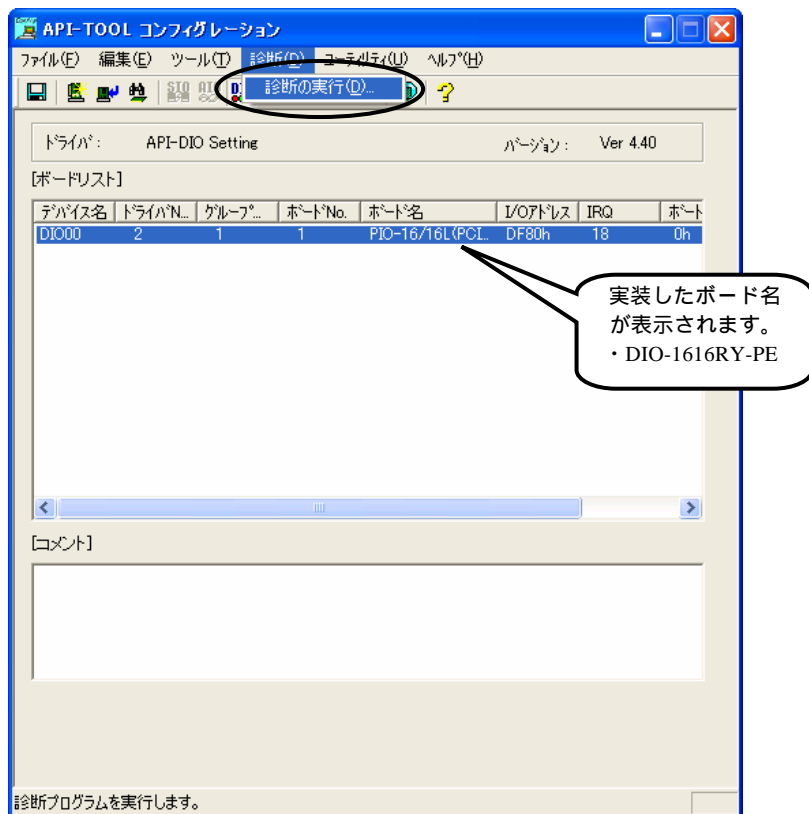 API-TOOL コンフィグレーション
ファイル(F) 編集(E) ツール(T) 診断(D) ユーティリティ(U) ヘルプ(H)
診断の実行(D)...
ドライバ: API-DIO Setting バージョン: Ver 4.40
[ボードリスト]
デバイス名 ドライバN... グループ... ボードNo. ボード名 I/Oアドレス IRQ ボート
DIO00 2 1 1 PIO-16/16L(PCI... DF80h 18 0h
実装したボード名
が表示されます。
・DIO-1616RY-PE
[コメント]
診断プログラムを実行します。